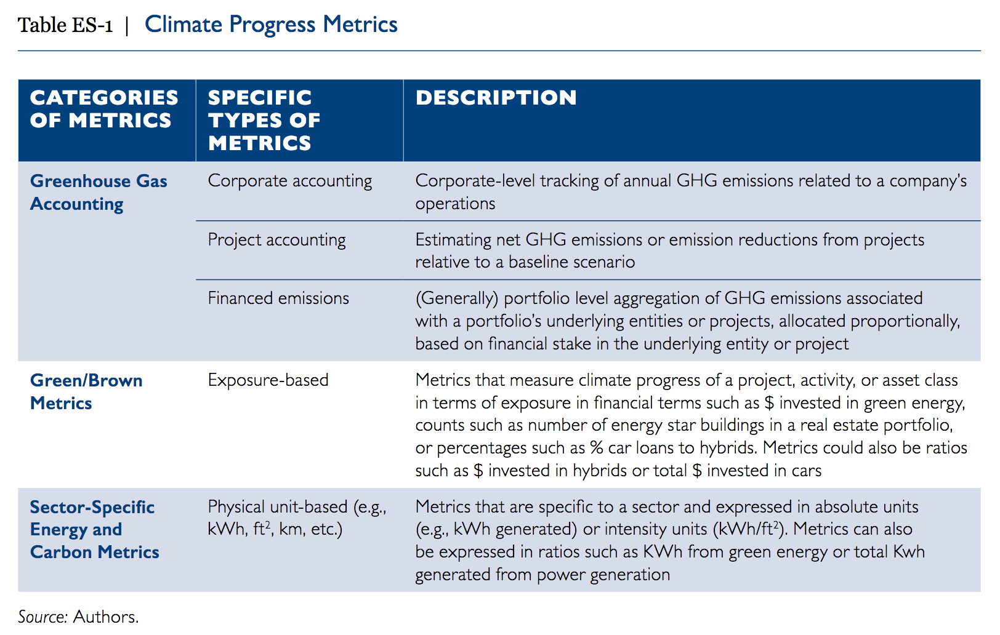 Table ES-1 | Climate Progress Metrics
CATEGORIES
OF METRICS
SPECIFIC
TYPES OF
METRICS
DESCRIPTION
Greenhouse Gas
Accounting
Corporate accounting
Corporate-level tracking of annual GHG emissions related to a company’s
operations
Project accounting
Estimating net GHG emissions or emission reductions from projects
relative to a baseline scenario
Financed emissions
(Generally) portfolio level aggregation of GHG emissions associated
with a portfolio’s underlying entities or projects, allocated proportionally,
based on financial stake in the underlying entity or project
Green/Brown
Metrics
Exposure-based
Metrics that measure climate progress of a project, activity, or asset class
in terms of exposure in financial terms such as $ invested in green energy,
counts such as number of energy star buildings in a real estate portfolio,
or percentages such as % car loans to hybrids. Metrics could also be ratios
such as $ invested in hybrids or total $ invested in cars
Sector-Specific
Energy and
Carbon Metrics
Physical unit-based (e.g.,
kWh, ft², km, etc.)
Metrics that are specific to a sector and expressed in absolute units
(e.g., kWh generated) or intensity units (kWh/ft²). Metrics can also
be expressed in ratios such as KWh from green energy or total Kwh
generated from power generation
Source: Authors.